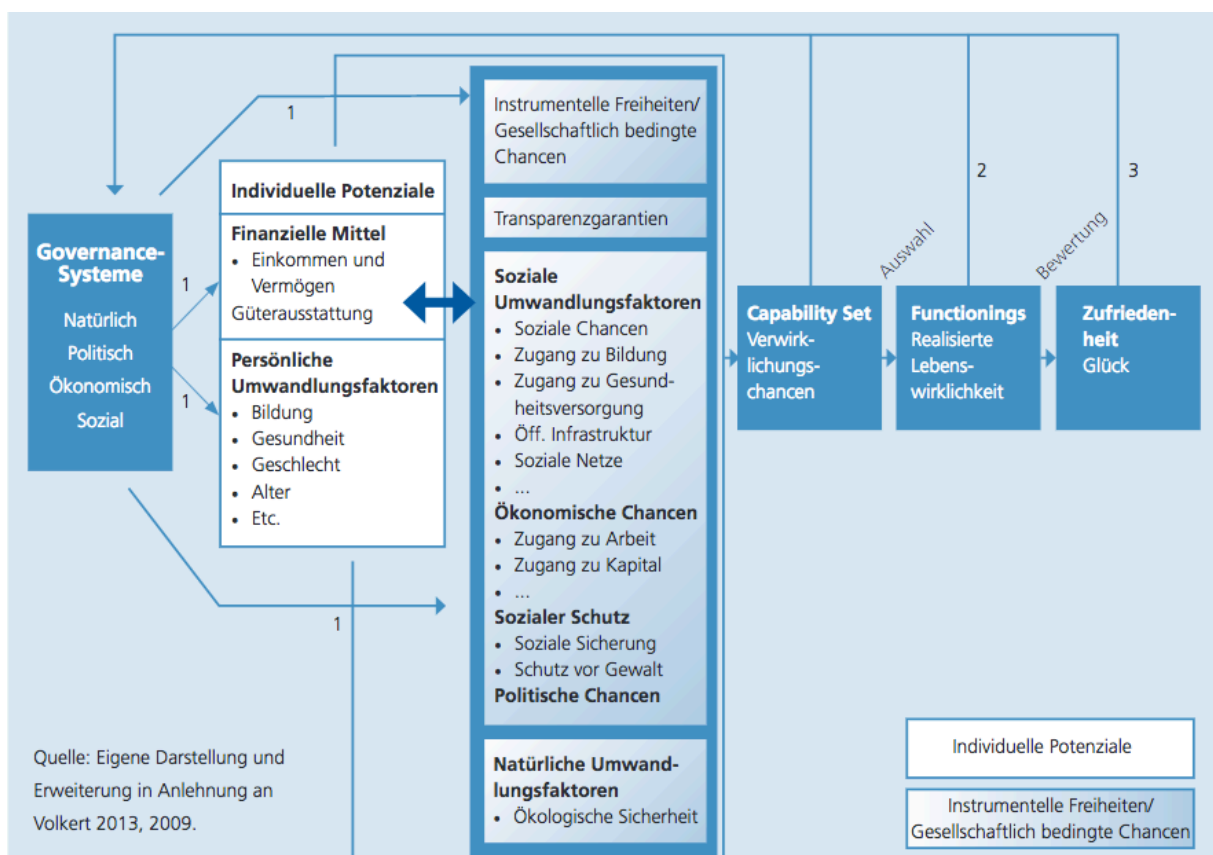 Governance-
Systeme
Natürlich
Politisch
Ökonomisch
Sozial
1
1
1
1
Individuelle Potenziale
Finanzielle Mittel
• Einkommen und
Vermögen
Güterausstattung
Persönliche
Umwandlungsfaktoren
• Bildung
• Gesundheit
• Geschlecht
• Alter
• Etc.
Instrumentelle Freiheiten/
Gesellschaftlich bedingte
Chancen
Transparenzgarantien
Soziale
Umwandlungsfaktoren
• Soziale Chancen
• Zugang zu Bildung
• Zugang zu Gesund-
heitsversorgung
• Öff. Infrastruktur
• Soziale Netze
• ...
Ökonomische Chancen
• Zugang zu Arbeit
• Zugang zu Kapital
• ...
Sozialer Schutz
• Soziale Sicherung
• Schutz vor Gewalt
Politische Chancen
Natürliche Umwand-
lungsfaktoren
• Ökologische Sicherheit
Capability Set
Verwirk-
lichungs-
chancen
Auswahl
2
Functionings
Realisierte
Lebens-
wirklichkeit
Bewertung
3
Zufrieden-
heit
Glück
Quelle: Eigene Darstellung und
Erweiterung in Anlehnung an
Volkert 2013, 2009.
Individuelle Potenziale
Instrumentelle Freiheiten/
Gesellschaftlich bedingte Chancen